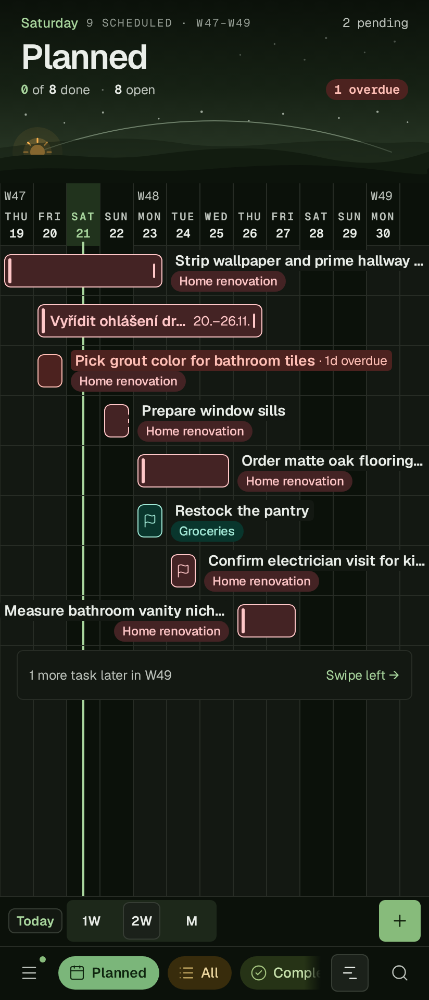 Saturday 9 SCHEDULED · W47–W49 2 pending
Planned
0 of 8 done · 8 open 1 overdue
W47 W48 W49
THU FRI SAT SUN MON TUE WED THU FRI SAT SUN MON
19 20 21 22 23 24 25 26 27 28 29 30
Strip wallpaper and prime hallway …
Home renovation
Vyřídit ohlášení dr… 20.–26.11.
Pick grout color for bathroom tiles · 1d overdue
Home renovation
Prepare window sills
Home renovation
Order matte oak flooring…
Home renovation
Restock the pantry
Groceries
Confirm electrician visit for ki…
Home renovation
Measure bathroom vanity nich…
Home renovation
1 more task later in W49 Swipe left →
Today 1W 2W M +
Planned All Comple